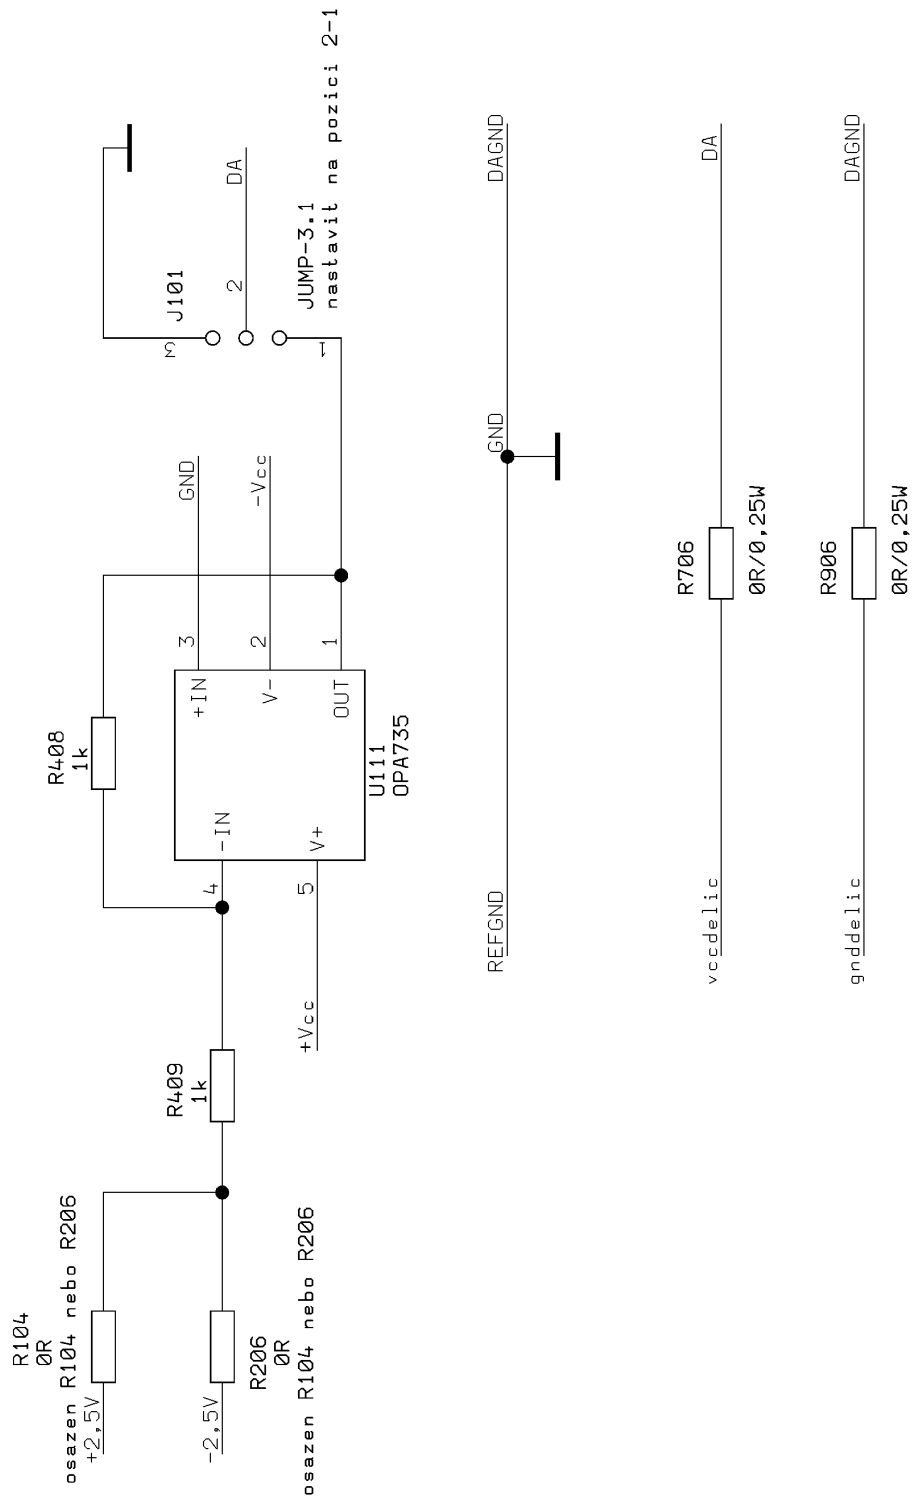 R104
0R
osazen R104 nebo R206
+2,5V
-2,5V
R206
0R
osazen R104 nebo R206
R409
1k
R408
1k
4
-IN
+IN
3
GND
V-
2
-Vcc
+Vcc
5
V+
OUT
1
U111
OPA735
J101
3
2
DA
1
JUMP-3.1
nastavit na pozici 2-1
REFGND
GND
DAGND
vccdelic
R706
0R/0,25W
DA
gnddelic
R906
0R/0,25W
DAGND